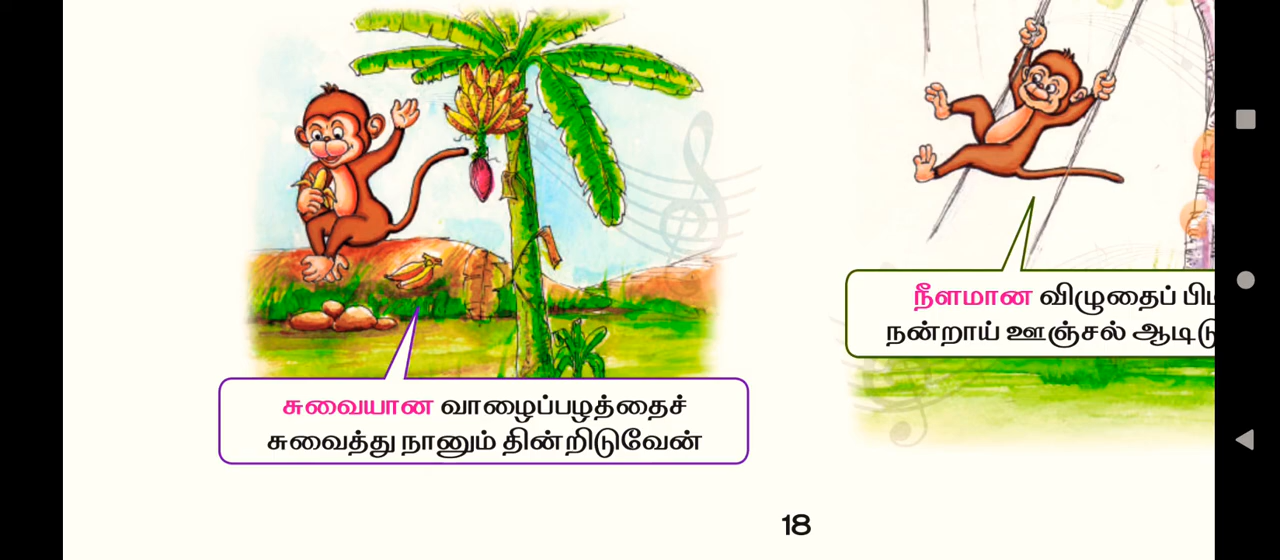 சுவையான வாழைப்பழத்தைச்
சுவைத்து நானும் தின்றிடுவேன்
நீளமான விழுதைப்
நன்றாய் ஊஞ்சல்
18